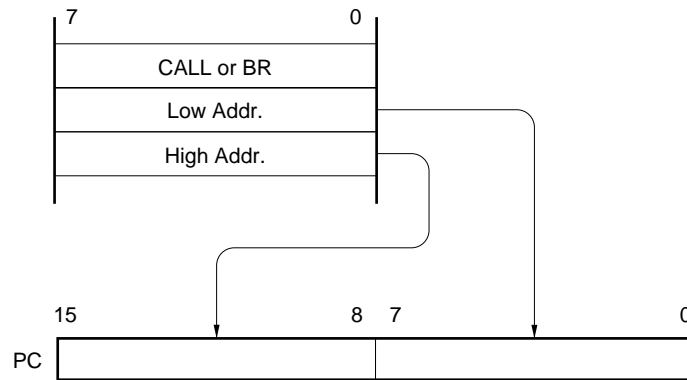 7 0
CALL or BR
Low Addr.
High Addr.
15 8 7 0
PC